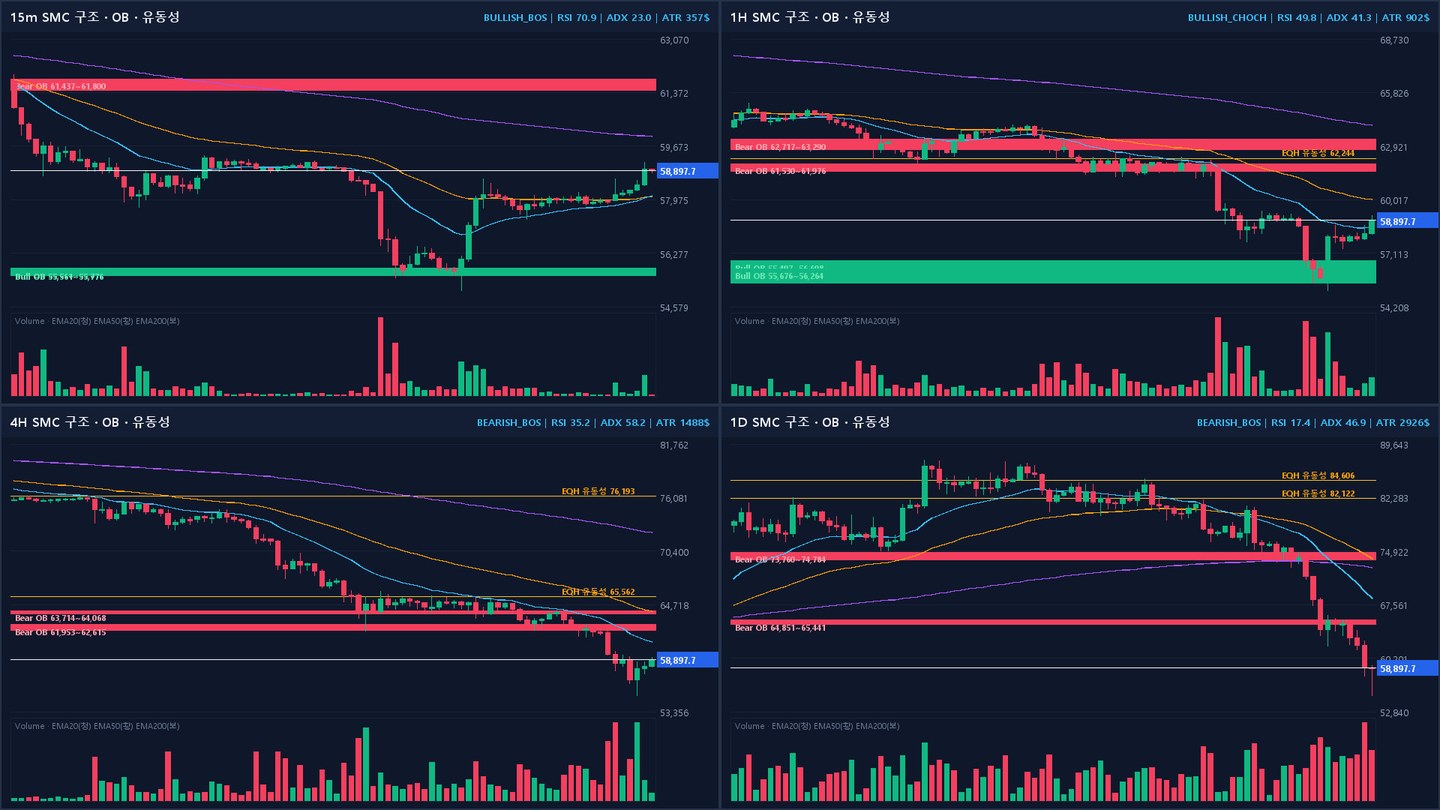 15m SMC 구조 · OB · 유동성
BULLISH_BOS | RSI 70.9 | ADX 23.0 | ATR 357$
63,070
Bear OB 61,437~61,800
61,372
59,673
58,897.7
57,975
56,277
Bull OB
54,579
Volume · EMA20(청) EMA50(황) EMA200(보)
1H SMC 구조 · OB · 유동성
BULLISH_CHOCH | RSI 49.8 | ADX 41.3 | ATR 902$
68,730
65,826
Bear OB 62,717~63,290
62,921
EQH 유동성 62,244
Bear OB 61,530~61,976
60,017
58,897.7
57,113
Bull OB
Bull OB 55,676~56,264
54,208
Volume · EMA20(청) EMA50(황) EMA200(보)
4H SMC 구조 · OB · 유동성
BEARISH_BOS | RSI 35.2 | ADX 58.2 | ATR 1488$
81,762
EQH 유동성 76,193
76,081
70,400
EQH 유동성 65,562
64,718
Bear OB 63,714~64,068
Bear OB 61,953~62,615
58,897.7
53,356
Volume · EMA20(청) EMA50(황) EMA200(보)
1D SMC 구조 · OB · 유동성
BEARISH_BOS | RSI 17.4 | ADX 46.9 | ATR 2926$
89,643
EQH 유동성 84,606
EQH 유동성 82,122
82,283
Bear OB 73,760~74,784
74,922
67,561
Bear OB 64,851~65,441
58,897.7
52,840
Volume · EMA20(청) EMA50(황) EMA200(보)